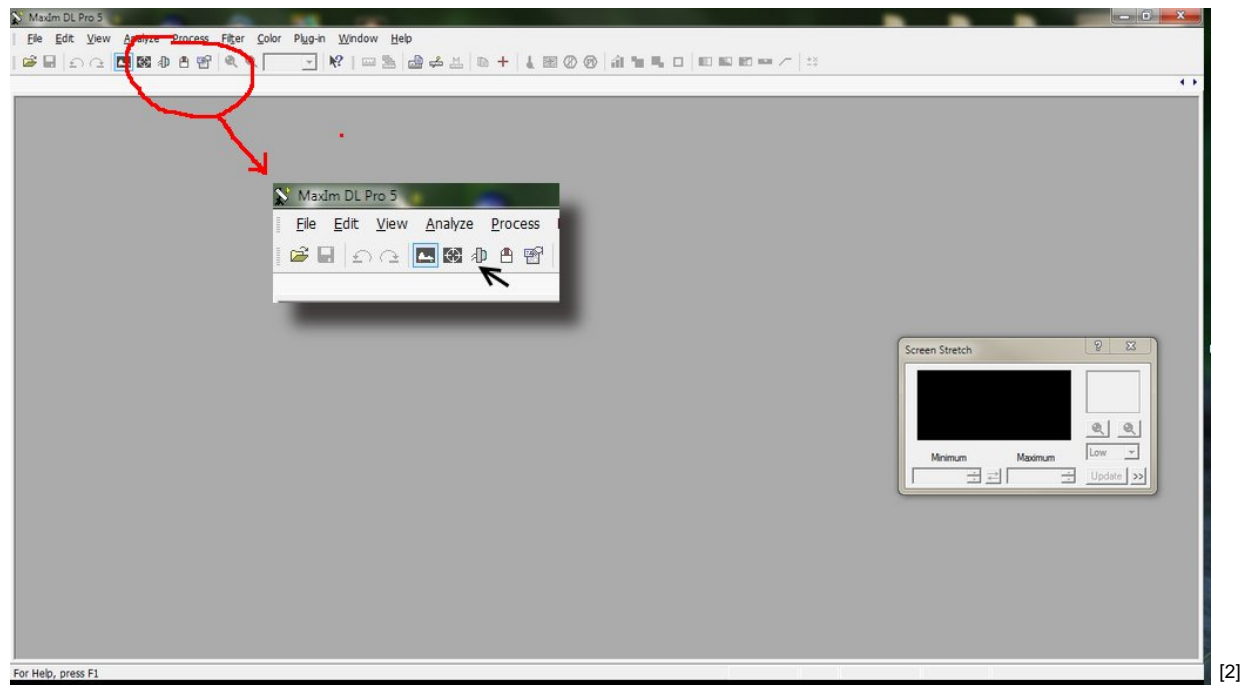 MaxIm DL Pro 5
File Edit View Analyze Process Filter Color Plug-in Window Help
MaxIm DL Pro 5
File Edit View Analyze Process
Screen Stretch
Minimum Maximum Low
Update >>
For Help, press F1
[2]